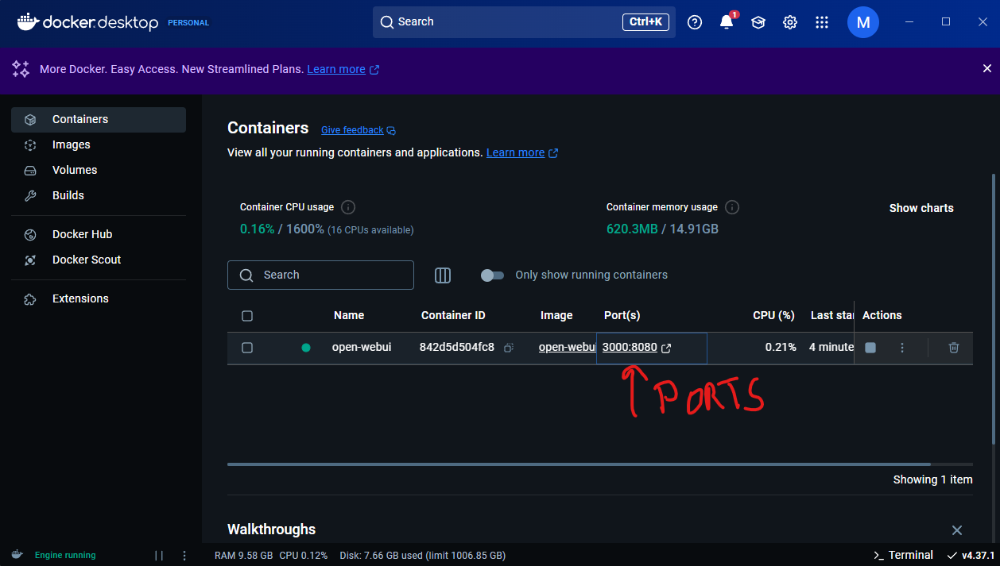 docker.desktop PERSONAL Search Ctrl+K 1 M
More Docker. Easy Access. New Streamlined Plans. Learn more
Containers
Images
Volumes
Builds
Docker Hub
Docker Scout
Extensions
Containers Give feedback
View all your running containers and applications. Learn more
Container CPU usage
0.16% / 1600% (16 CPUs available)
Container memory usage
620.3MB / 14.91GB
Show charts
Search Only show running containers
Name Container ID Image Port(s) CPU (%) Last star Actions
open-webui 842d5d504fc8 open-webui 3000:8080 0.21% 4 minute
PORTS
Showing 1 item
Walkthroughs
Engine running RAM 9.58 GB CPU 0.12% Disk: 7.66 GB used (limit 1006.85 GB) >_ Terminal v4.37.1